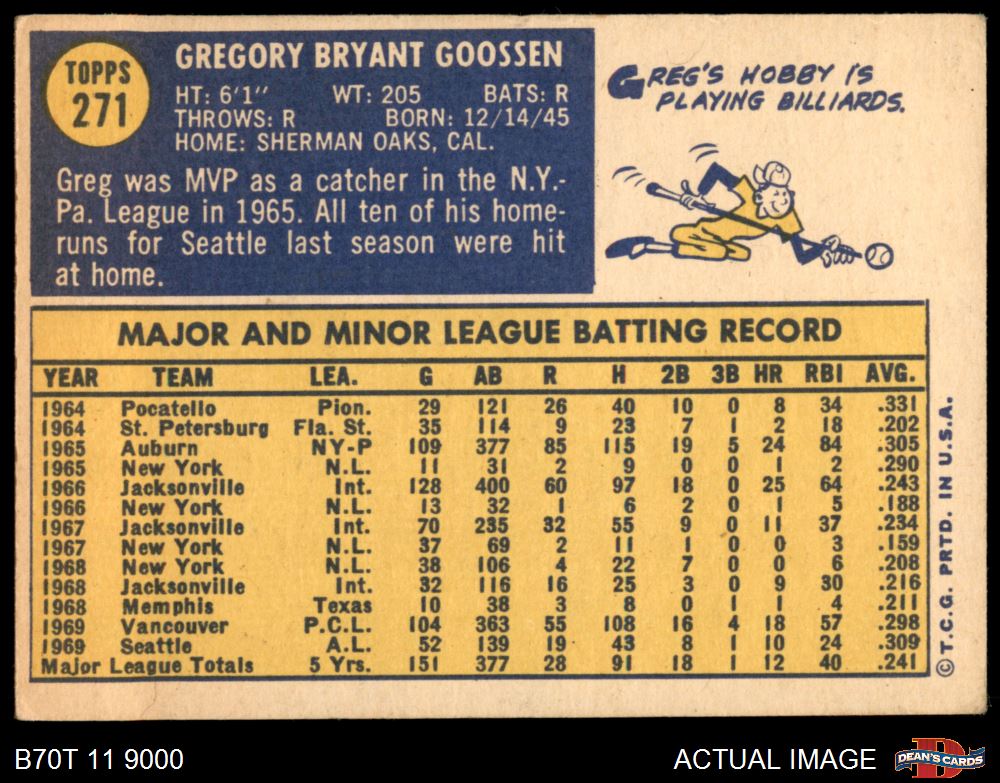 TOPPS
271
GREGORY BRYANT GOOSSEN
HT: 6'1" WT: 205 BATS: R
THROWS: R BORN: 12/14/45
HOME: SHERMAN OAKS, CAL.
Greg was MVP as a catcher in the N.Y.-
Pa. League in 1965. All ten of his home-
runs for Seattle last season were hit
at home.
GREG'S HOBBY IS
PLAYING BILLIARDS.
MAJOR AND MINOR LEAGUE BATTING RECORD
YEAR TEAM LEA. G AB R H 2B 3B HR RBI AVG.
1964 Pocatello Pion. 29 121 26 40 10 0 8 34 .331
1964 St. Petersburg Fla. St. 35 114 9 23 7 1 2 18 .202
1965 Auburn NY-P 109 377 85 115 19 5 24 84 .305
1965 New York N.L. 11 31 2 9 0 0 1 2 .290
1966 Jacksonville Int. 128 400 60 97 18 0 25 64 .243
1966 New York N.L. 13 32 1 6 2 0 1 5 .188
1967 Jacksonville Int. 70 235 32 55 9 0 11 37 .234
1967 New York N.L. 37 69 2 11 1 0 0 3 .159
1968 New York N.L. 38 106 4 22 7 0 0 6 .208
1968 Jacksonville Int. 32 116 16 25 3 0 9 30 .216
1968 Memphis Texas 10 38 3 8 0 1 1 4 .211
1969 Vancouver P.C.L. 104 363 55 108 16 4 18 57 .298
1969 Seattle A.L. 52 139 19 43 8 1 10 24 .309
Major League Totals 5 Yrs. 151 377 28 91 18 1 12 40 .241
©T.C.G. PRTD. IN U.S.A.
B70T 11 9000
ACTUAL IMAGE
DEAN'S CARDS